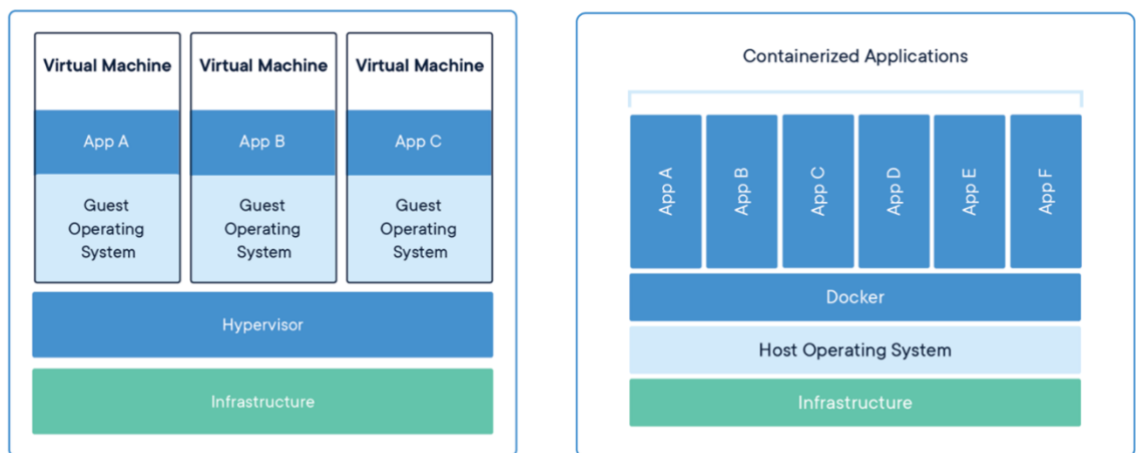 Virtual Machine
Virtual Machine
Virtual Machine
App A
App B
App C
Guest
Operating
System
Guest
Operating
System
Guest
Operating
System
Hypervisor
Infrastructure
Containerized Applications
App A
App B
App C
App D
App E
App F
Docker
Host Operating System
Infrastructure